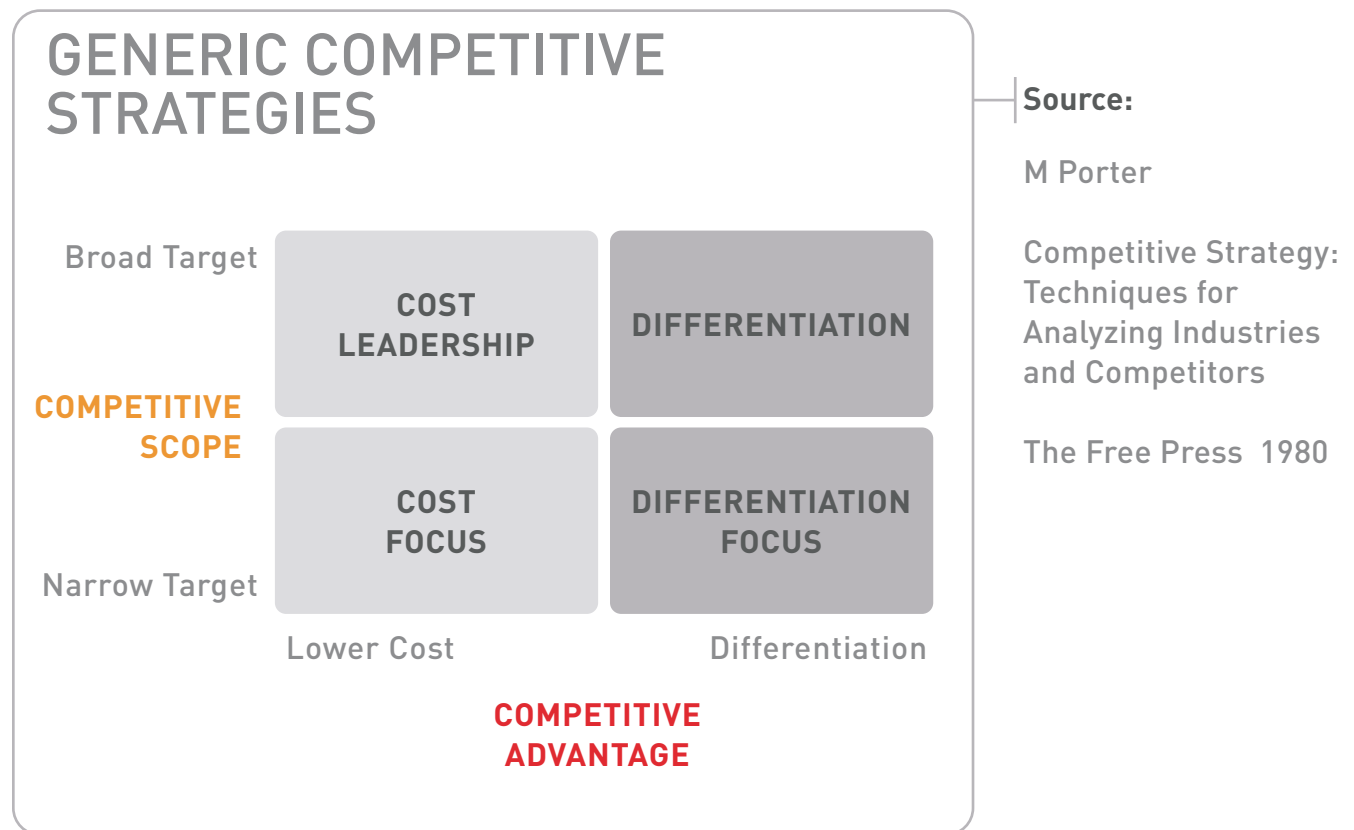 GENERIC COMPETITIVE
STRATEGIES
Source:
M Porter
Competitive Strategy:
Techniques for
Analyzing Industries
and Competitors
The Free Press 1980
Broad Target
COST
LEADERSHIP
DIFFERENTIATION
COMPETITIVE
SCOPE
COST
FOCUS
DIFFERENTIATION
FOCUS
Narrow Target
Lower Cost
Differentiation
COMPETITIVE
ADVANTAGE